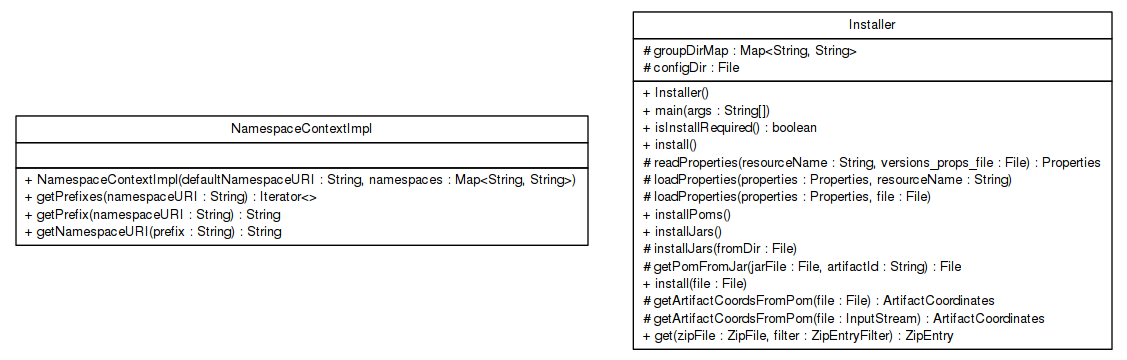 NamespaceContextImpl
+ NamespaceContextImpl(defaultNamespaceURI : String, namespaces : Map<String, String>)
+ getPrefixes(namespaceURI : String) : Iterator<>
+ getPrefix(namespaceURI : String) : String
+ getNamespaceURI(prefix : String) : String
Installer
# groupDirMap : Map<String, String>
# configDir : File
+ Installer()
+ main(args : String[])
+ isInstallRequired() : boolean
+ install()
# readProperties(resourceName : String, versions_props_file : File) : Properties
# loadProperties(properties : Properties, resourceName : String)
# loadProperties(properties : Properties, file : File)
+ installPoms()
+ installJars()
# installJars(fromDir : File)
# getPomFromJar(jarFile : File, artifactId : String) : File
+ install(file : File)
# getArtifactCoordsFromPom(file : File) : ArtifactCoordinates
# getArtifactCoordsFromPom(file : InputStream) : ArtifactCoordinates
+ get(zipFile : ZipFile, filter : ZipEntryFilter) : ZipEntry